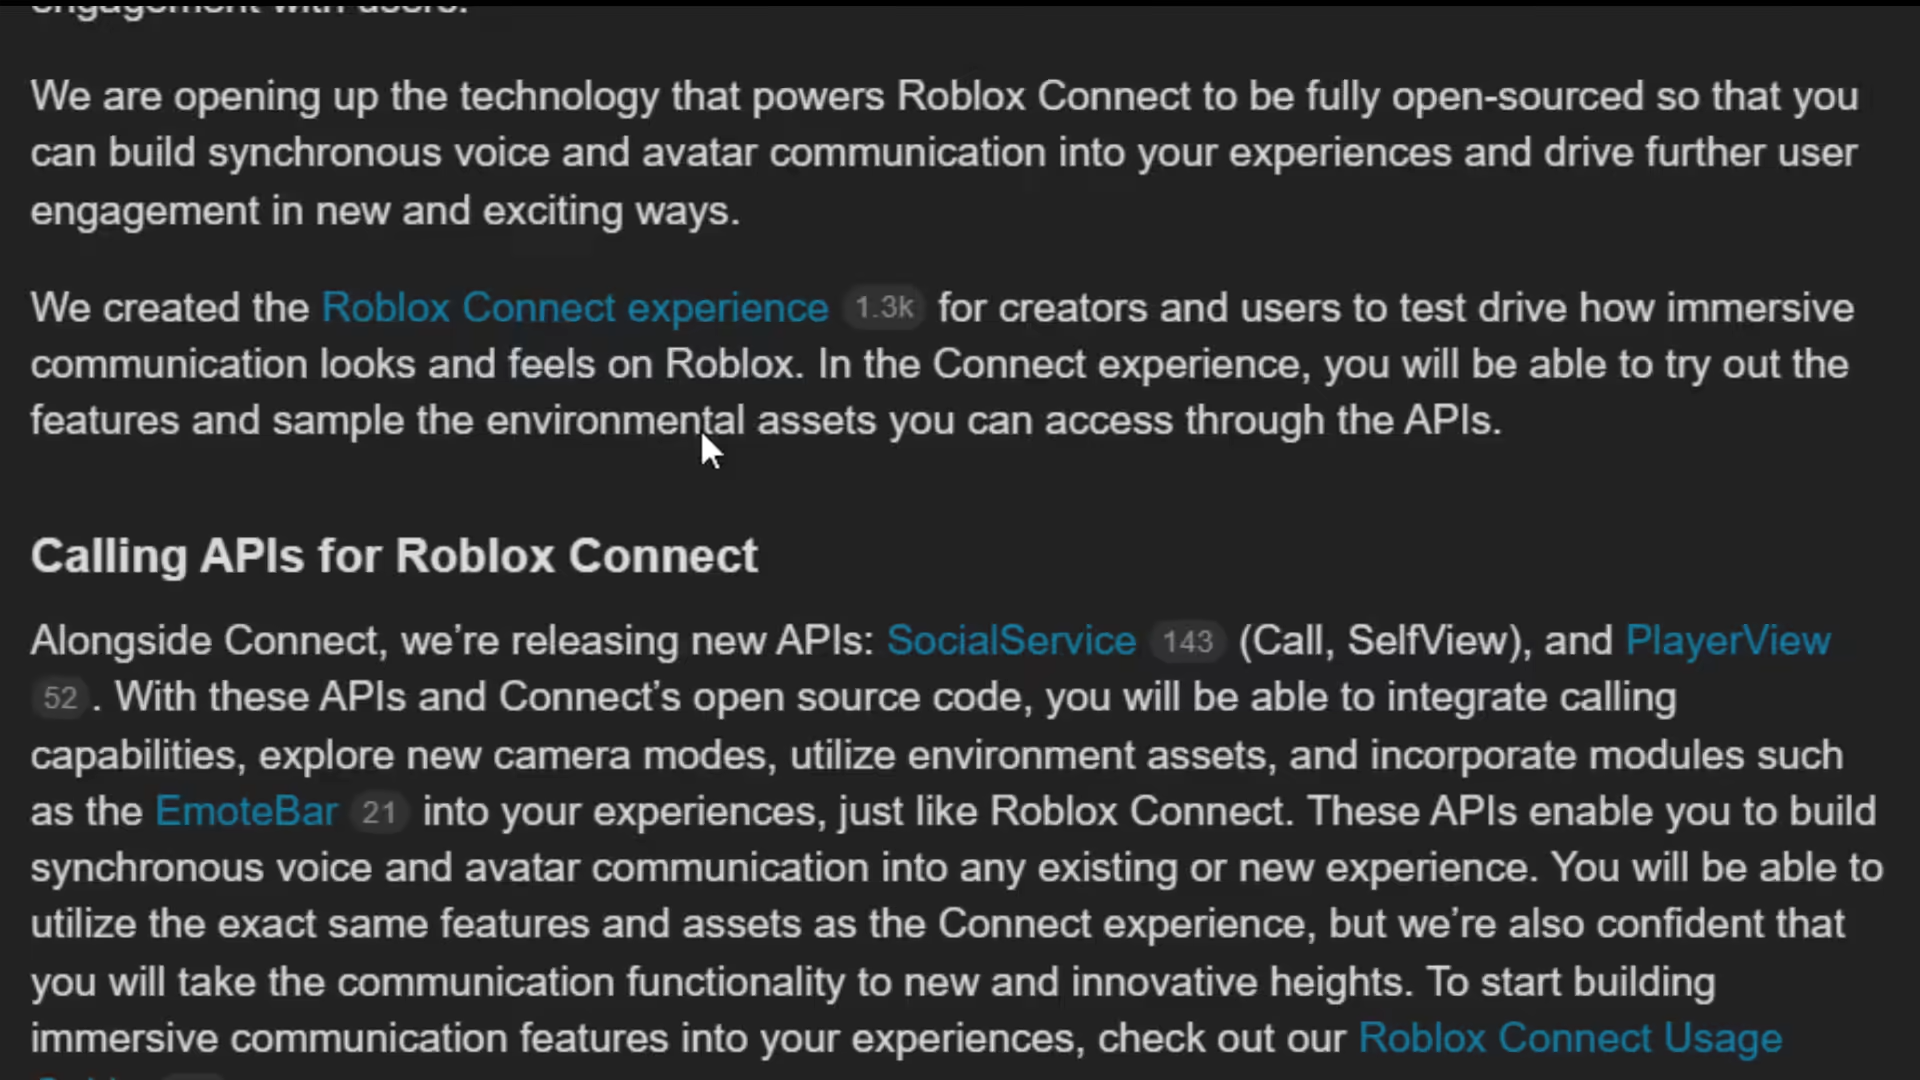 engagement with users.
We are opening up the technology that powers Roblox Connect to be fully open-sourced so that you
can build synchronous voice and avatar communication into your experiences and drive further user
engagement in new and exciting ways.
We created the Roblox Connect experience 1.3k for creators and users to test drive how immersive
communication looks and feels on Roblox. In the Connect experience, you will be able to try out the
features and sample the environmental assets you can access through the APIs.
Calling APIs for Roblox Connect
Alongside Connect, we’re releasing new APIs: SocialService 143 (Call, SelfView), and PlayerView
52 . With these APIs and Connect’s open source code, you will be able to integrate calling
capabilities, explore new camera modes, utilize environment assets, and incorporate modules such
as the EmoteBar 21 into your experiences, just like Roblox Connect. These APIs enable you to build
synchronous voice and avatar communication into any existing or new experience. You will be able to
utilize the exact same features and assets as the Connect experience, but we’re also confident that
you will take the communication functionality to new and innovative heights. To start building
immersive communication features into your experiences, check out our Roblox Connect Usage